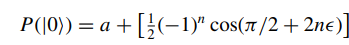 P(|0⟩) = a + [½(−1)ⁿ cos(π/2 + 2nϵ)]